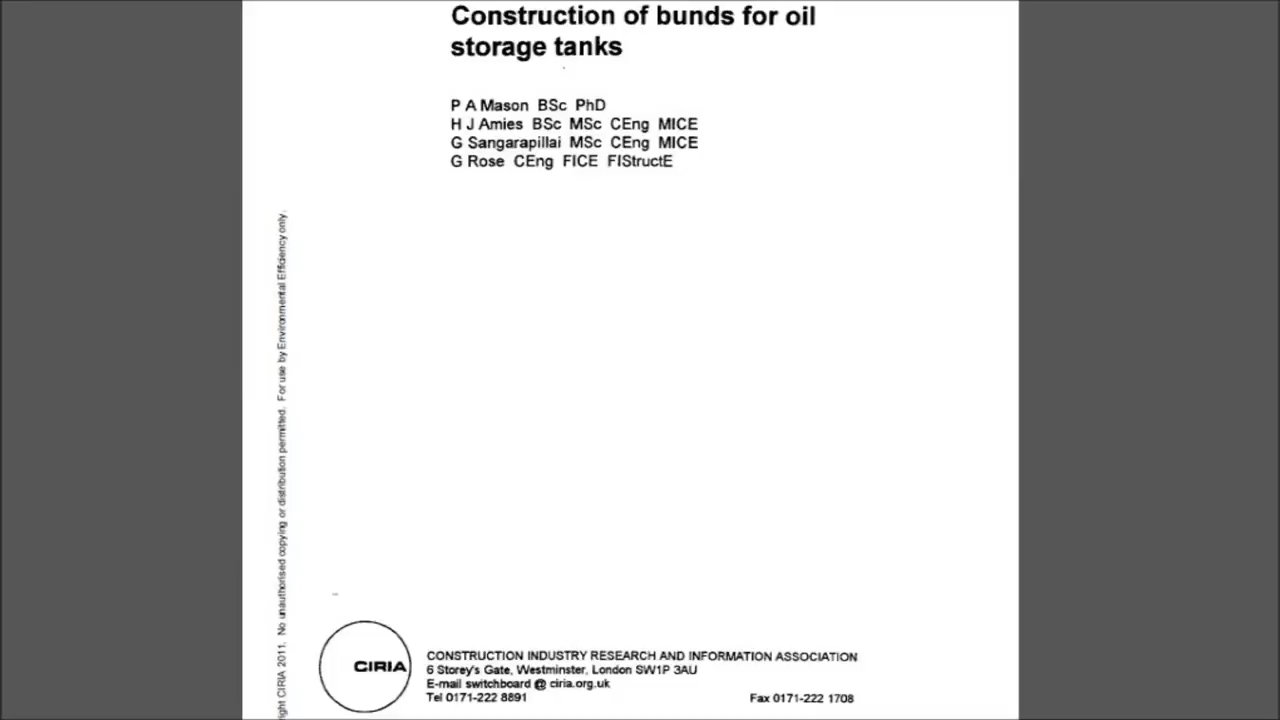 Construction of bunds for oil
storage tanks
P A Mason BSc PhD
H J Amies BSc MSc CEng MICE
G Sangarapillai MSc CEng MICE
G Rose CEng FICE FIStructE
CIRIA 2011. No unauthorised copying or distribution permitted. For use by Environmental Efficiency only.
CIRIA
CONSTRUCTION INDUSTRY RESEARCH AND INFORMATION ASSOCIATION
6 Storey's Gate, Westminster, London SW1P 3AU
E-mail switchboard @ ciria.org.uk
Tel 0171-222 8891 Fax 0171-222 1708